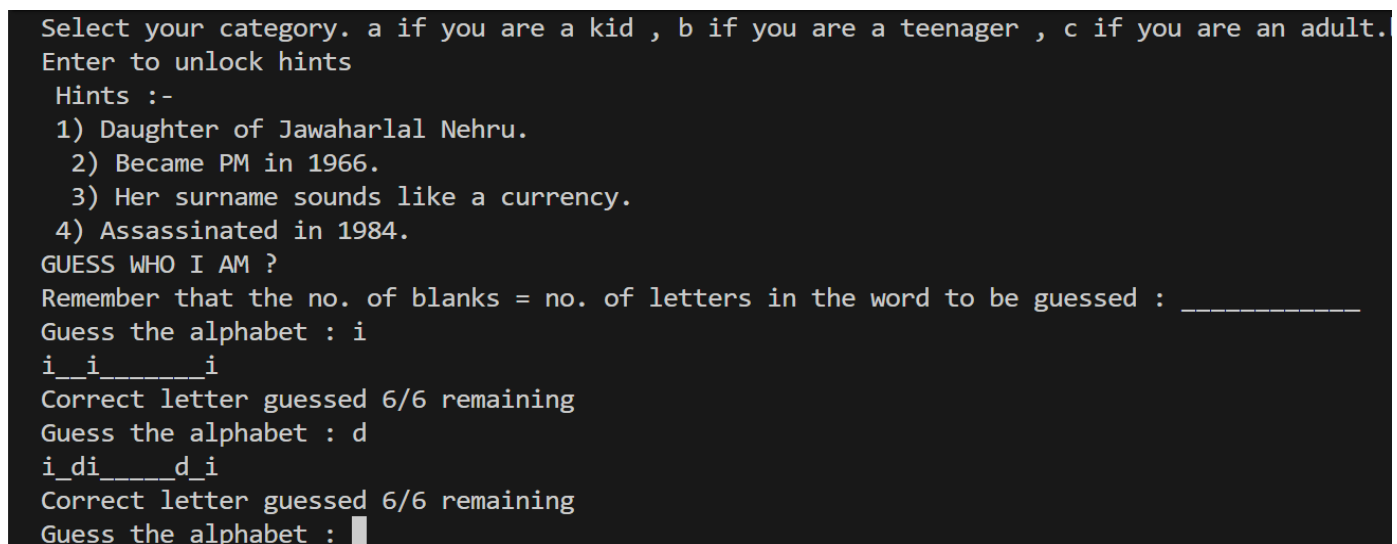 Select your category. a if you are a kid , b if you are a teenager , c if you are an adult.
Enter to unlock hints
Hints :-
1) Daughter of Jawaharlal Nehru.
2) Became PM in 1966.
3) Her surname sounds like a currency.
4) Assassinated in 1984.
GUESS WHO I AM ?
Remember that the no. of blanks = no. of letters in the word to be guessed : ____________
Guess the alphabet : i
i__i_______i
Correct letter guessed 6/6 remaining
Guess the alphabet : d
i_di_____d_i
Correct letter guessed 6/6 remaining
Guess the alphabet :